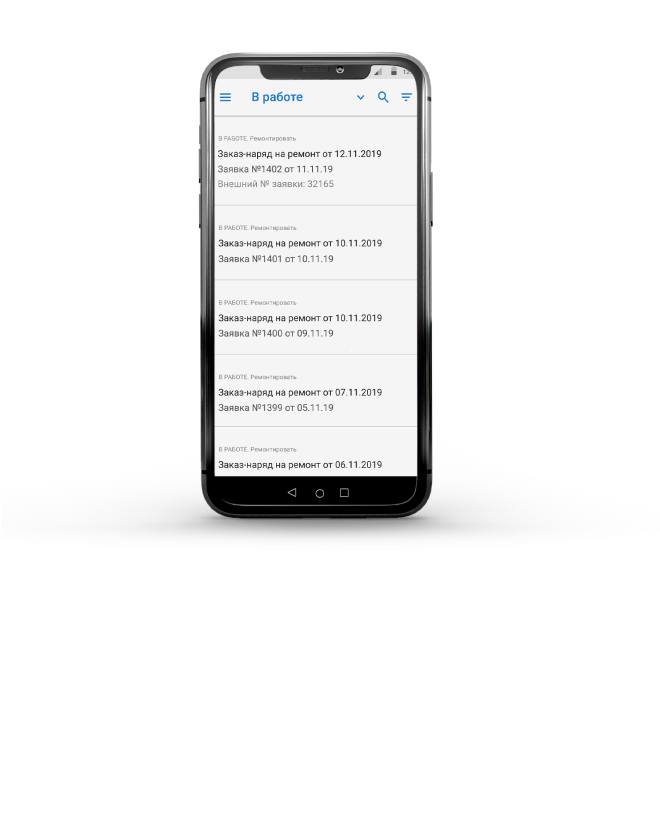 В работе
В РАБОТЕ. Ремонтировать
Заказ-наряд на ремонт от 12.11.2019
Заявка №1402 от 11.11.19
Внешний № заявки: 32165
В РАБОТЕ. Ремонтировать
Заказ-наряд на ремонт от 10.11.2019
Заявка №1401 от 10.11.19
В РАБОТЕ. Ремонтировать
Заказ-наряд на ремонт от 10.11.2019
Заявка №1400 от 09.11.19
В РАБОТЕ. Ремонтировать
Заказ-наряд на ремонт от 07.11.2019
Заявка №1399 от 05.11.19
В РАБОТЕ. Ремонтировать
Заказ-наряд на ремонт от 06.11.2019